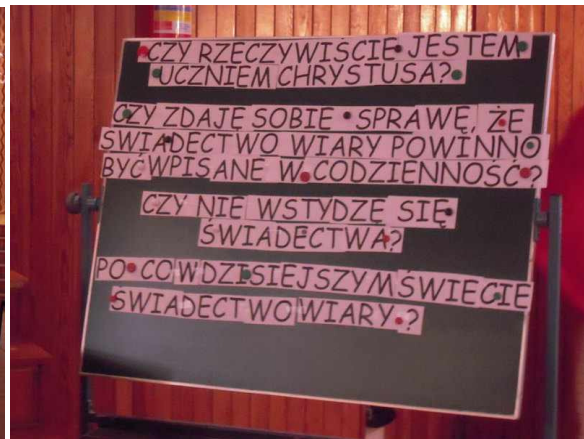 CZY RZECZYWIŚCIE JESTEM
UCZNIEM CHRYSTUSA?
CZY ZDAJĘ SOBIE SPRAWĘ, ŻE
ŚWIADECTWO WIARY POWINNO
BYĆ WPISANE W CODZIENNOŚĆ?
CZY NIE WSTYDZĘ SIĘ
ŚWIADECTWA?
PO CO W DZISIEJSZYM ŚWIECIE
ŚWIADECTWO WIARY?